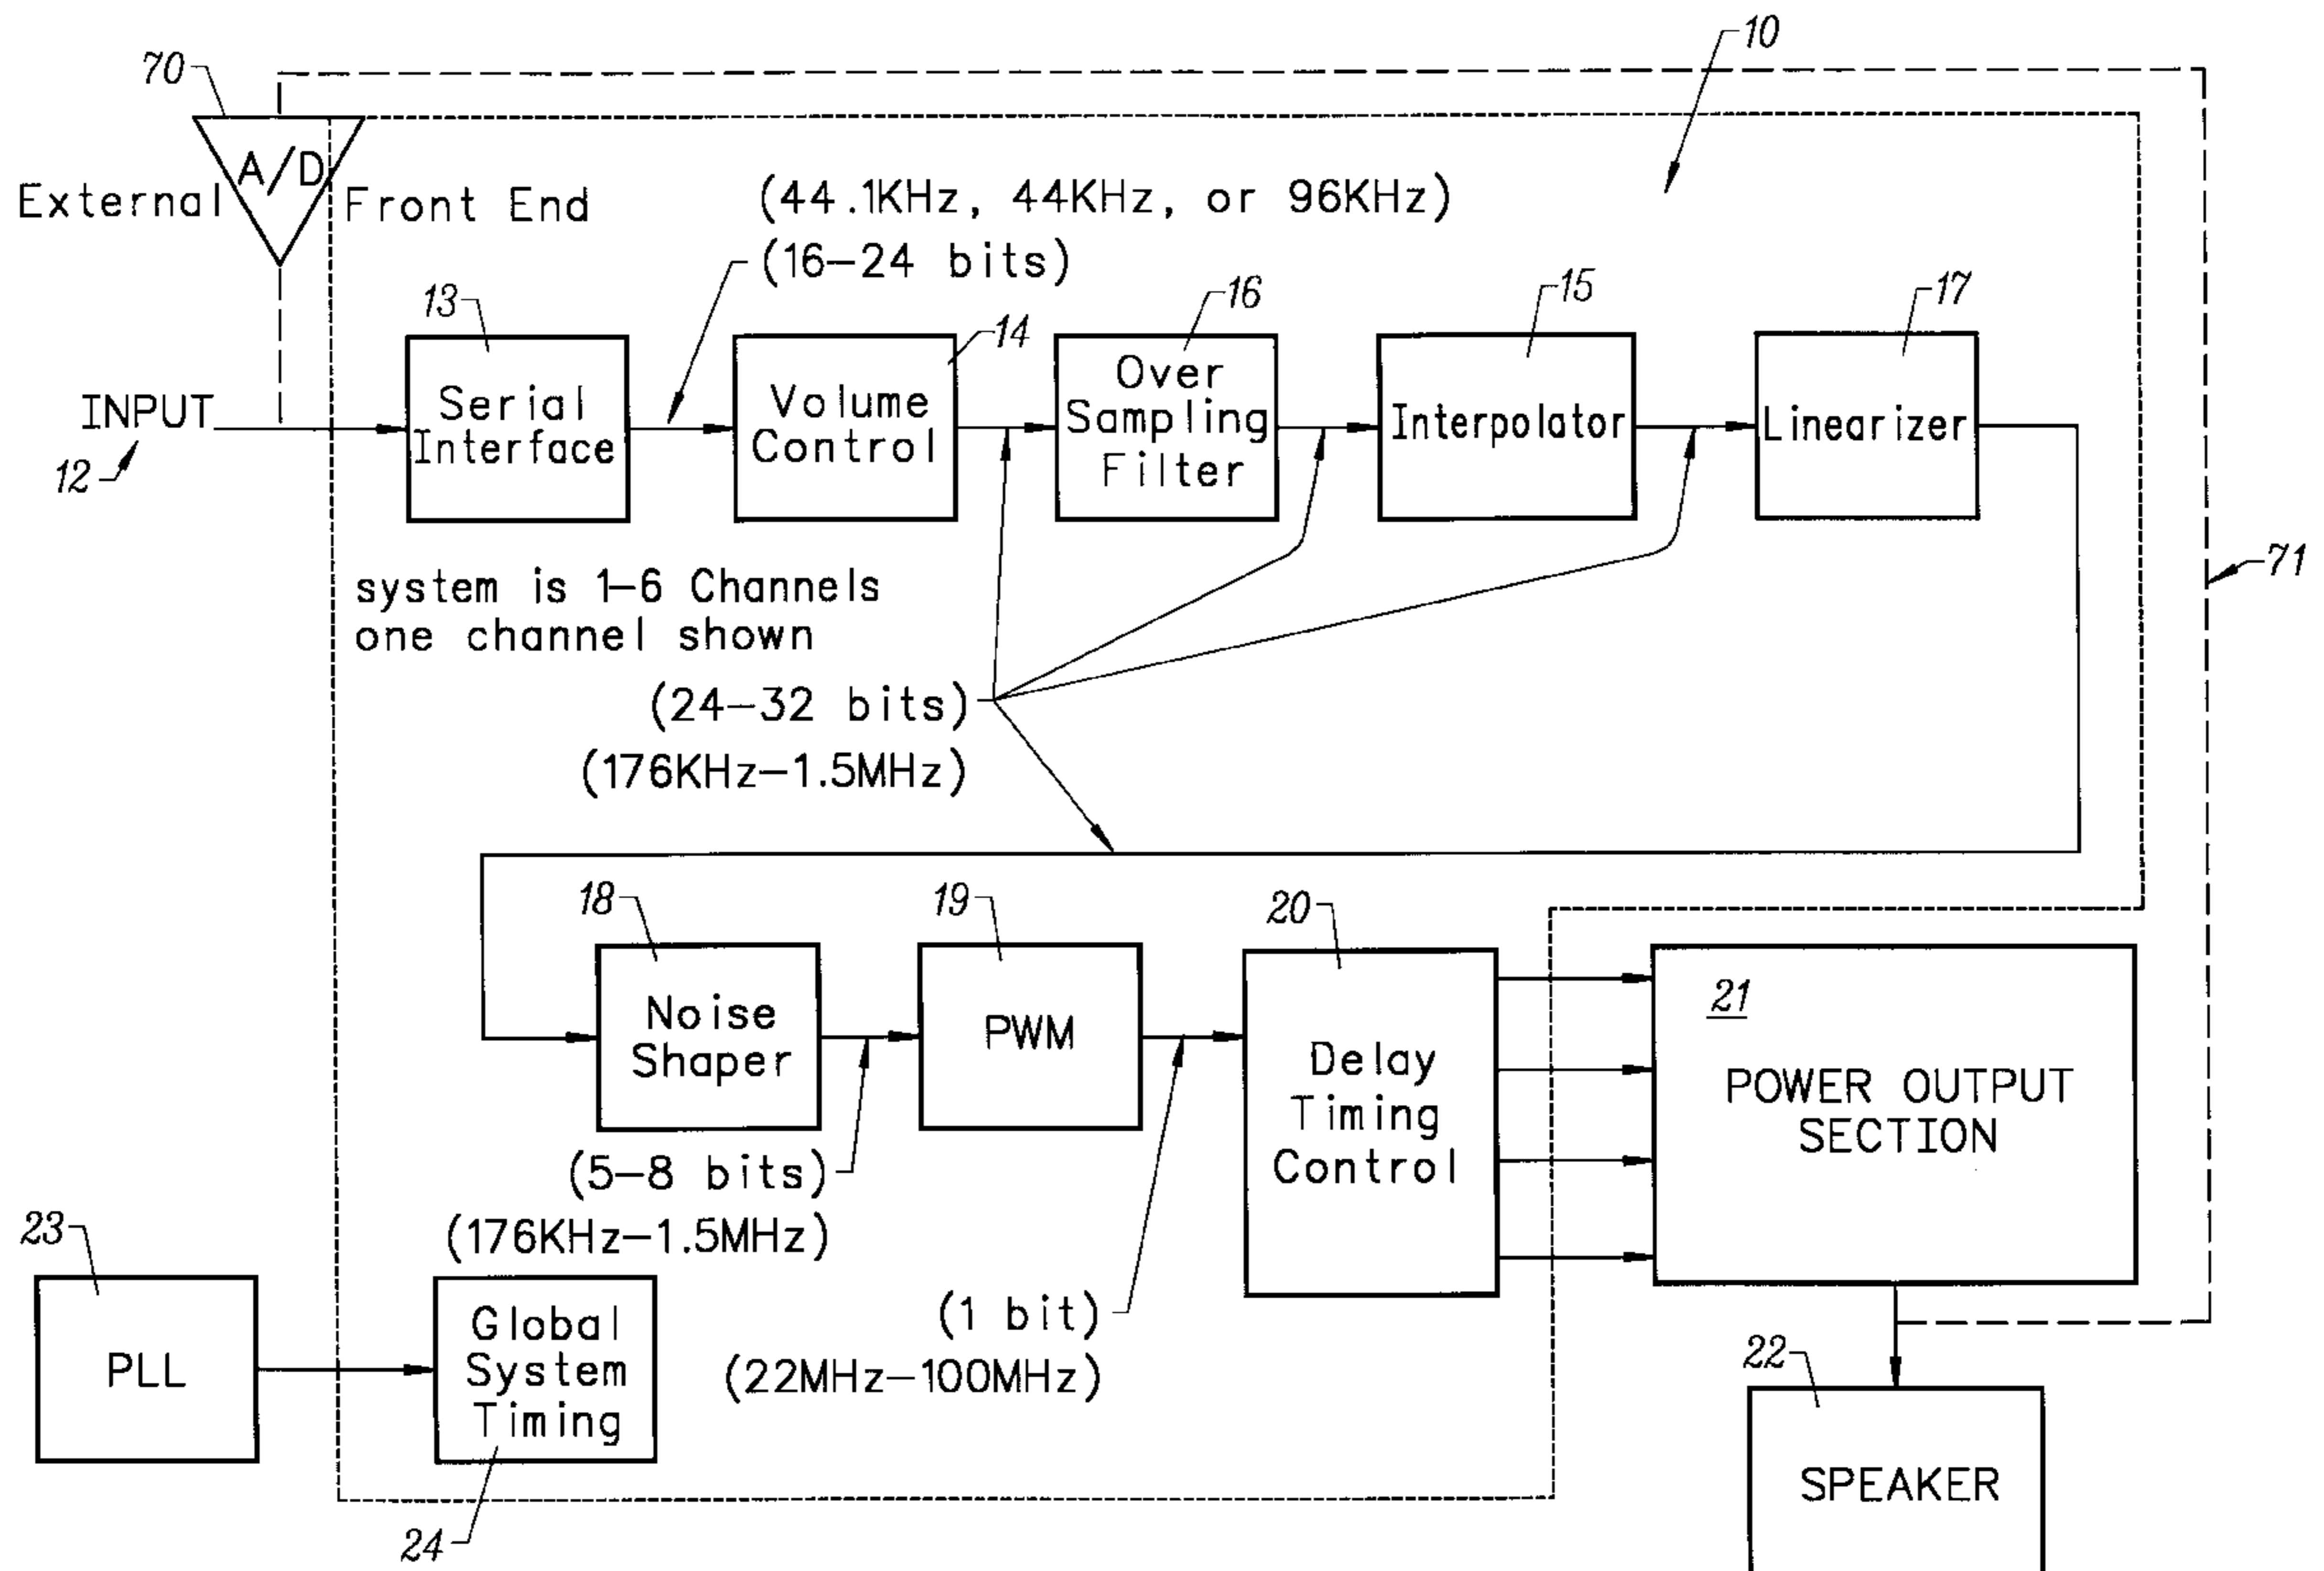 10
70
A/D
External
Front End
(44.1KHz, 44KHz, or 96KHz)
(16-24 bits)
13
14
16
15
17
INPUT
12
Serial
Interface
Volume
Control
Over
Sampling
Filter
Interpolator
Linearizer
71
system is 1-6 Channels
one channel shown
(24-32 bits)
(176KHz-1.5MHz)
18
19
20
21
Noise
Shaper
PWM
Delay
Timing
Control
POWER OUTPUT
SECTION
(5-8 bits)
(176KHz-1.5MHz)
(1 bit)
(22MHz-100MHz)
23
PLL
Global
System
Timing
24
22
SPEAKER